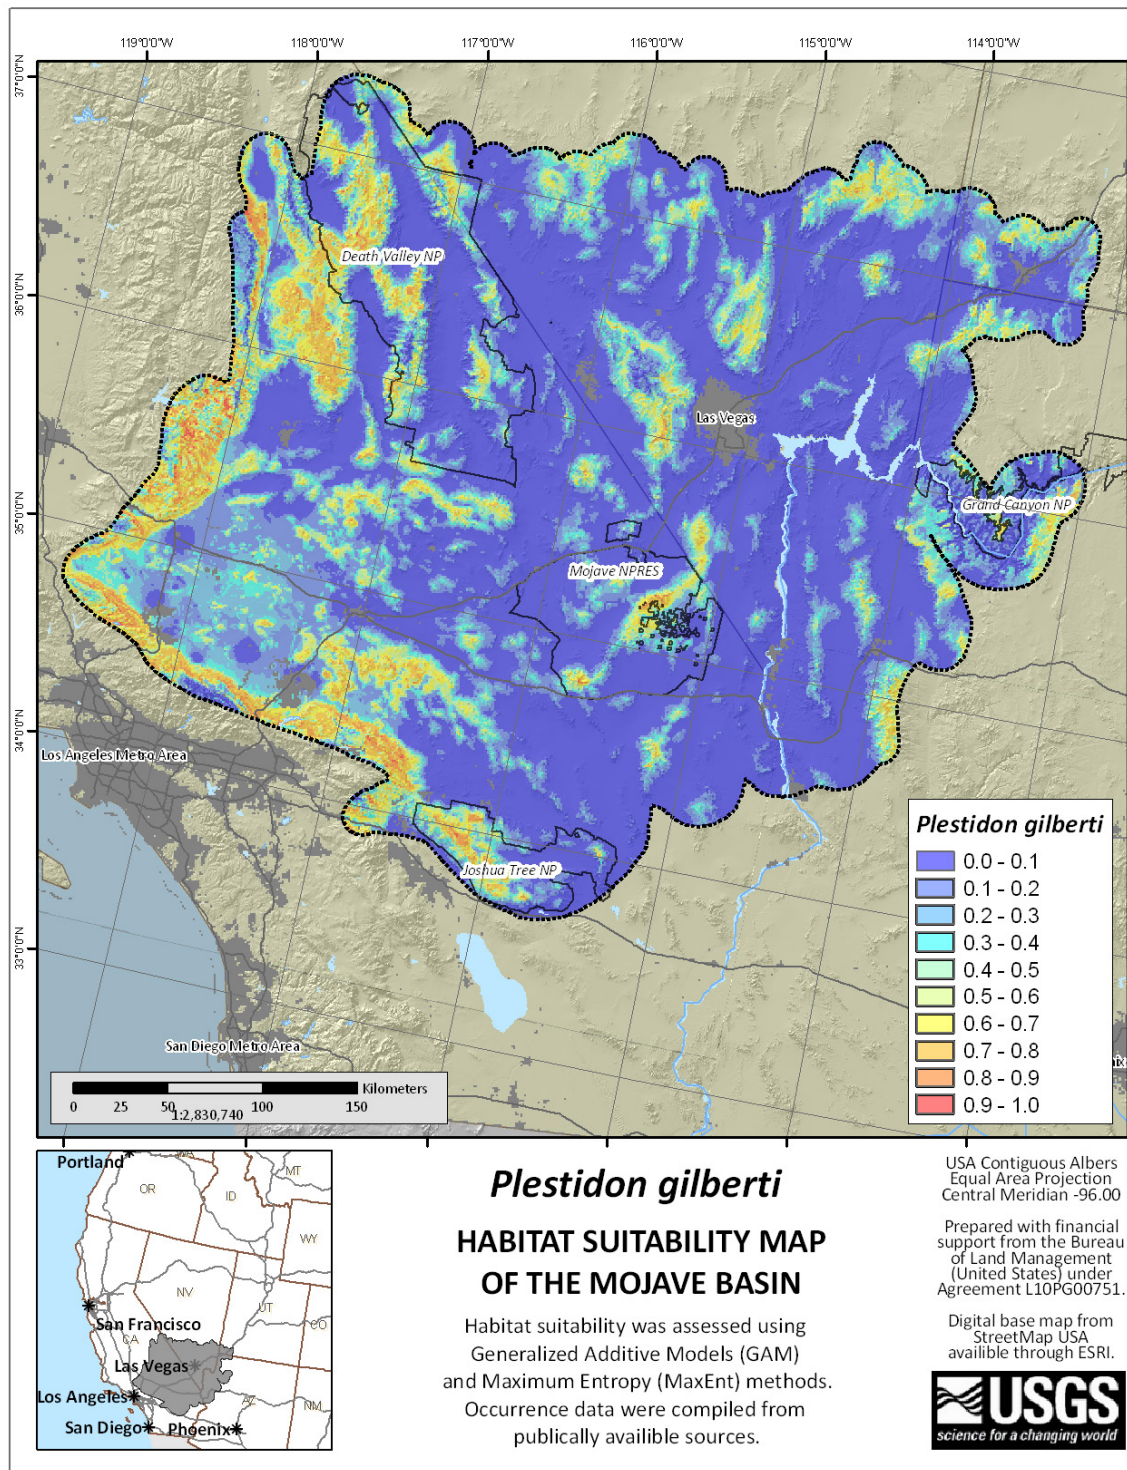 119°0'0"W 118°0'0"W 117°0'0"W 116°0'0"W 115°0'0"W 114°0'0"W
37°0'0"N
36°0'0"N
35°0'0"N
34°0'0"N
33°0'0"N
Death Valley NP
Las Vegas
Grand Canyon NP
Mojave NPRES
Los Angeles Metro Area
Joshua Tree NP
San Diego Metro Area
Plestidon gilberti
0.0 - 0.1
0.1 - 0.2
0.2 - 0.3
0.3 - 0.4
0.4 - 0.5
0.5 - 0.6
0.6 - 0.7
0.7 - 0.8
0.8 - 0.9
0.9 - 1.0
Kilometers
0 25 50 100 150
1:2,830,740
Portland
WA
MT
OR
ID
WY
NV
UT
CO
San Francisco
CA
Las Vegas
Los Angeles
AZ
NM
San Diego
Phoenix
Plestidon gilberti
HABITAT SUITABILITY MAP
OF THE MOJAVE BASIN
Habitat suitability was assessed using
Generalized Additive Models (GAM)
and Maximum Entropy (MaxEnt) methods.
Occurrence data were compiled from
publically availible sources.
USA Contiguous Albers
Equal Area Projection
Central Meridian -96.00
Prepared with financial
support from the Bureau
of Land Management
(United States) under
Agreement L10PG00751.
Digital base map from
StreetMap USA
availible through ESRI.
USGS
science for a changing world